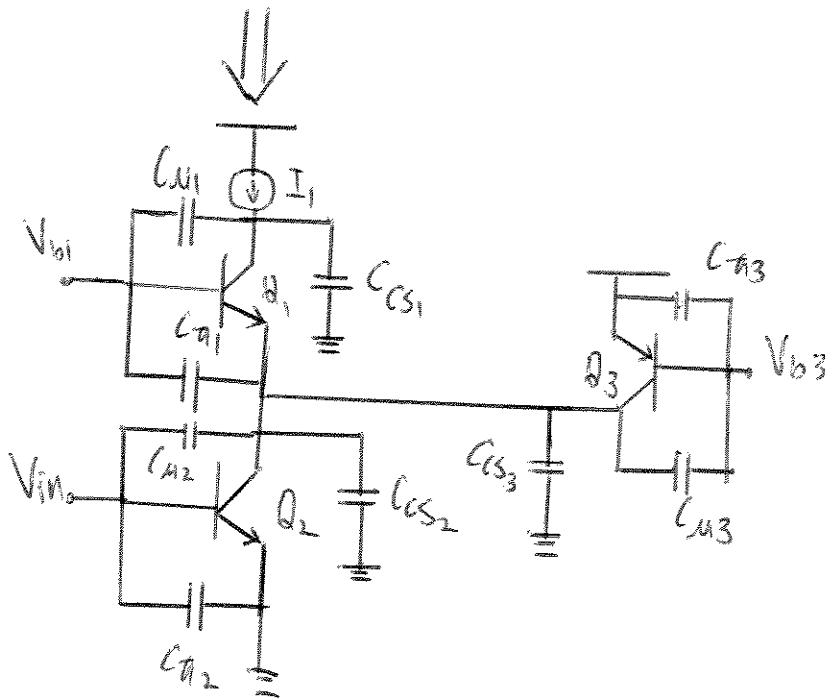 Cμ1
I1
Vb1
Q1
CCS1
Cπ1
Cπ3
Q3
Vb3
Cμ2
CCS3
Cμ3
Vin
Q2
CCS2
Cπ2